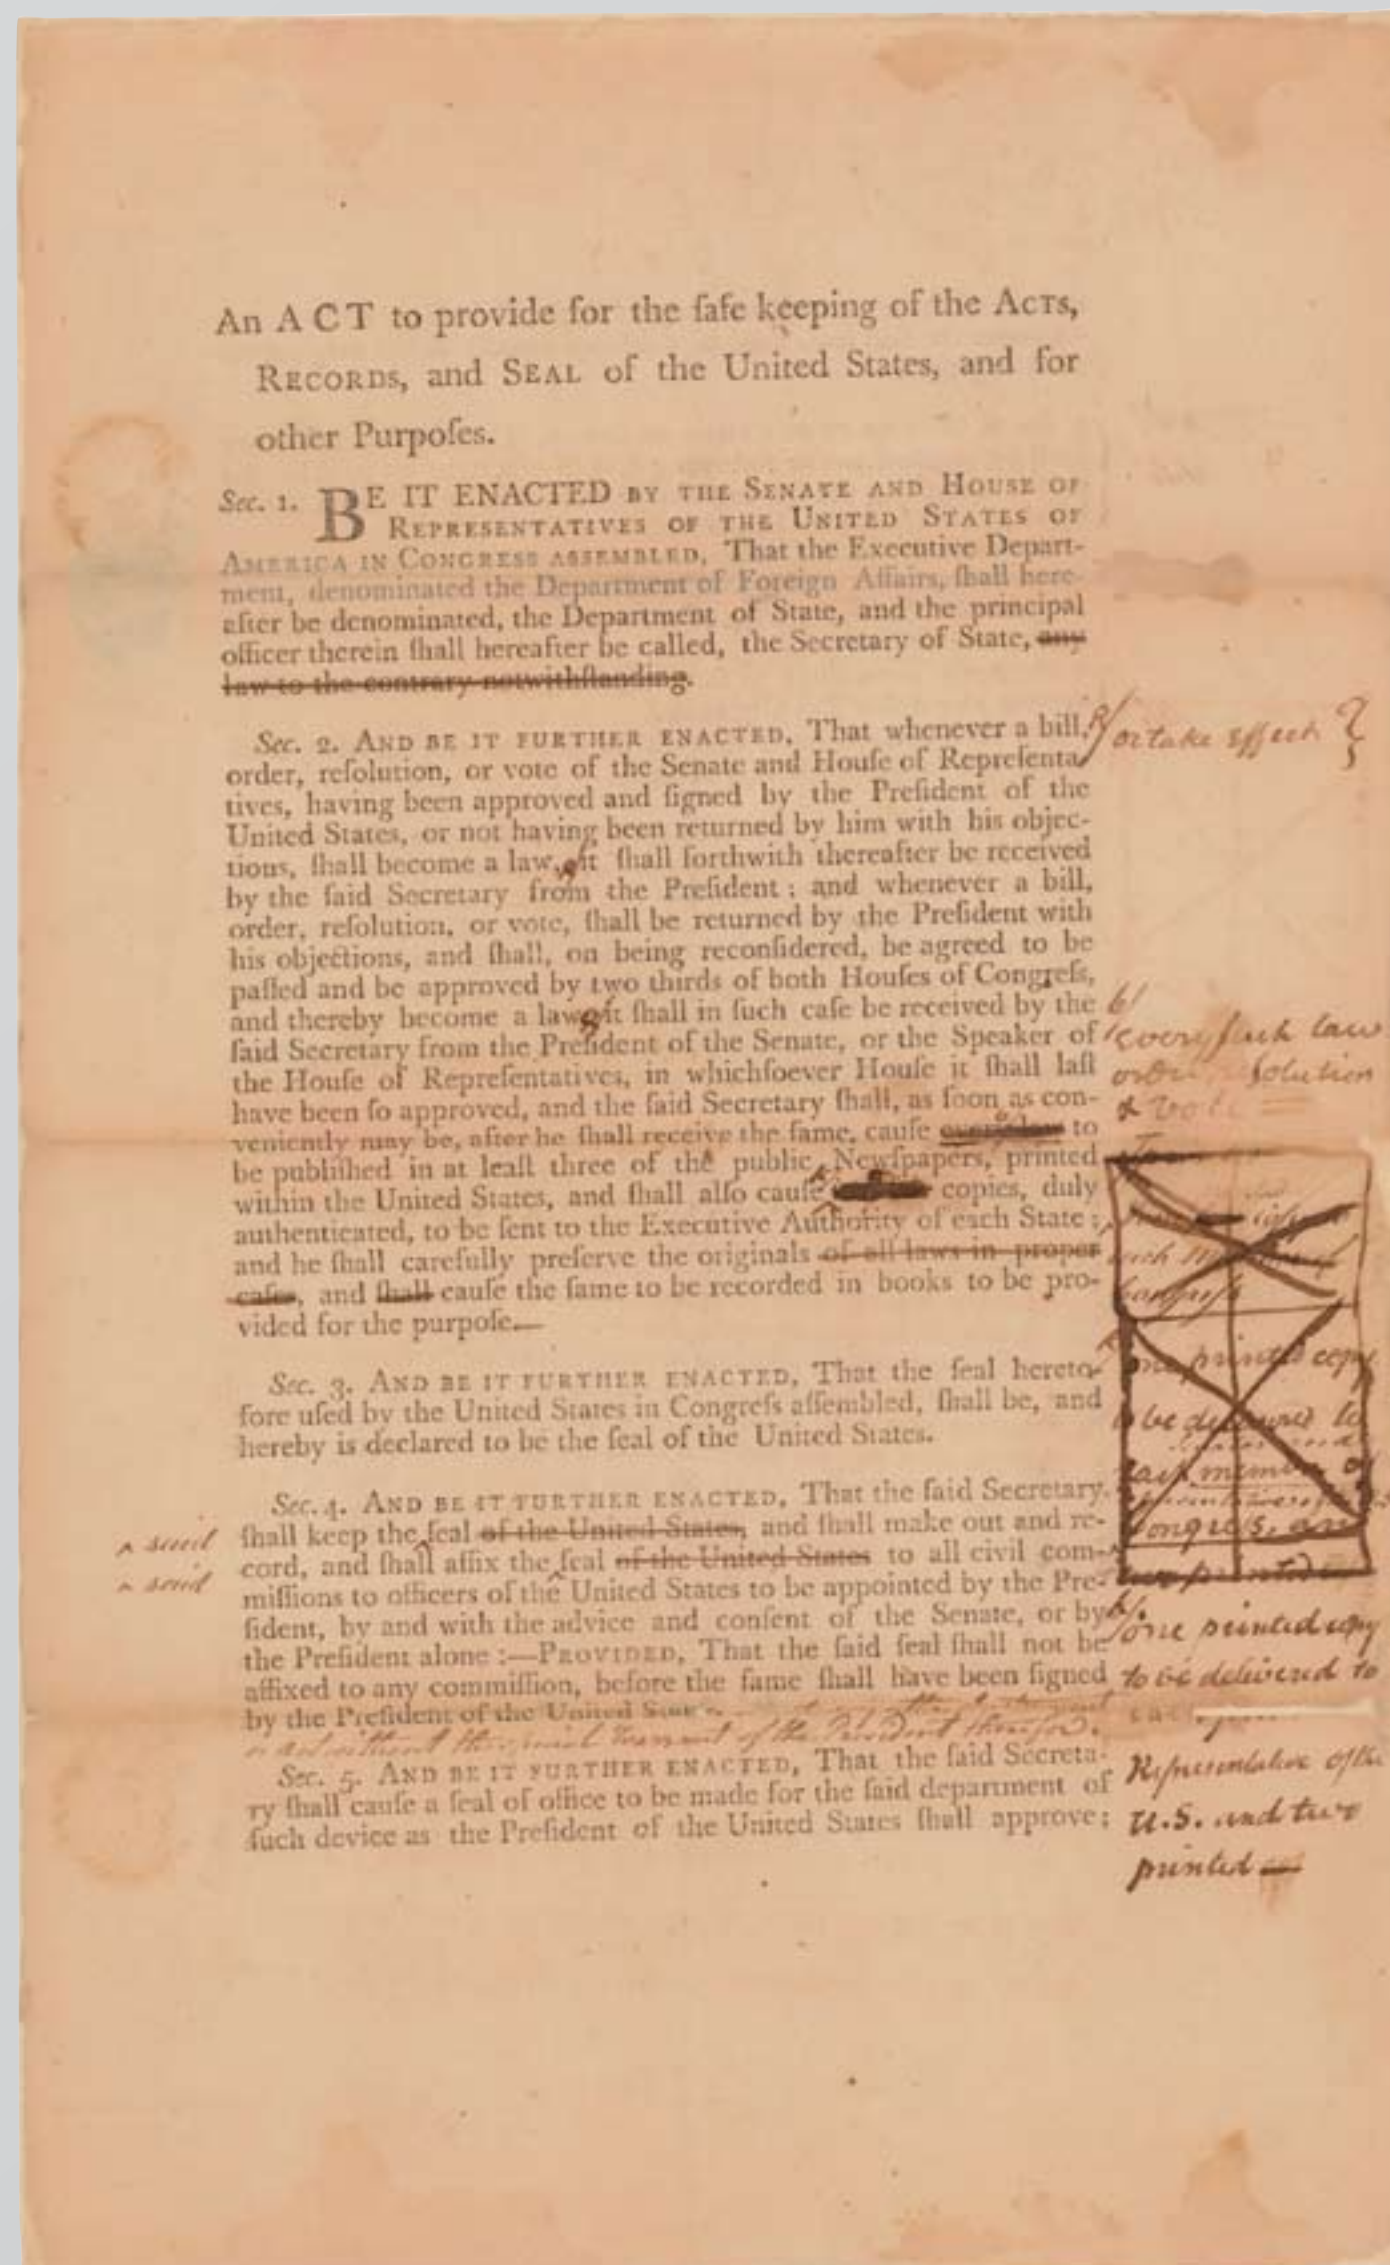 An ACT to provide for the ſafe keeping of the ACTS,
RECORDS, and SEAL of the United States, and for
other Purpoſes.
Sec. 1. BE IT ENACTED BY THE SENATE AND HOUSE OF
REPRESENTATIVES OF THE UNITED STATES OF
AMERICA IN CONGRESS ASSEMBLED, That the Executive Depart-
ment, denominated the Department of Foreign Affairs, ſhall here-
after be denominated, the Department of State, and the principal
officer therein ſhall hereafter be called, the Secretary of State, any
law to the contrary notwithſtanding.
Sec. 2. AND BE IT FURTHER ENACTED, That whenever a bill,
order, reſolution, or vote of the Senate and Houſe of Repreſenta
tives, having been approved and ſigned by the Preſident of the
United States, or not having been returned by him with his objec-
tions, ſhall become a law, it ſhall forthwith thereafter be received
by the ſaid Secretary from the Preſident; and whenever a bill,
order, reſolution, or vote, ſhall be returned by the Preſident with
his objections, and ſhall, on being reconſidered, be agreed to be
paſſed and be approved by two thirds of both Houſes of Congreſs,
and thereby become a law it ſhall in ſuch caſe be received by the
ſaid Secretary from the Preſident of the Senate, or the Speaker of
the Houſe of Repreſentatives, in whichſoever Houſe it ſhall laſt
have been ſo approved, and the ſaid Secretary ſhall, as ſoon as con-
veniently may be, after he ſhall receive the ſame, cauſe to
be publiſhed in at leaſt three of the public Newſpapers, printed
within the United States, and ſhall alſo cauſe copies, duly
authenticated, to be ſent to the Executive Authority of each State;
and he ſhall carefully preſerve the originals of all laws in proper
caſes, and ſhall cauſe the ſame to be recorded in books to be pro-
vided for the purpoſe.—
Sec. 3. AND BE IT FURTHER ENACTED, That the ſeal hereto-
fore uſed by the United States in Congreſs aſſembled, ſhall be, and
hereby is declared to be the ſeal of the United States.
Sec. 4. AND BE IT FURTHER ENACTED, That the ſaid Secretary
ſhall keep the ſeal of the United States, and ſhall make out and re-
cord, and ſhall affix the ſeal of the United States to all civil com-
miſſions to officers of the United States to be appointed by the Pre-
ſident, by and with the advice and conſent of the Senate, or by
the Preſident alone :—PROVIDED, That the ſaid ſeal ſhall not be
affixed to any commiſſion, before the ſame ſhall have been ſigned
by the Preſident of the United States
of the President therefor.
Sec. 5. AND BE IT FURTHER ENACTED, That the ſaid Secreta-
ry ſhall cauſe a ſeal of office to be made for the ſaid department of
ſuch device as the Preſident of the United States ſhall approve;
^ said
^ said
or take effect
every such law
order resolution
& vote
one printed copy
to be delivered to
each member of
Congress, and
two printed
one printed copy
to be delivered to
Representative of the
U.S. and two
printed —